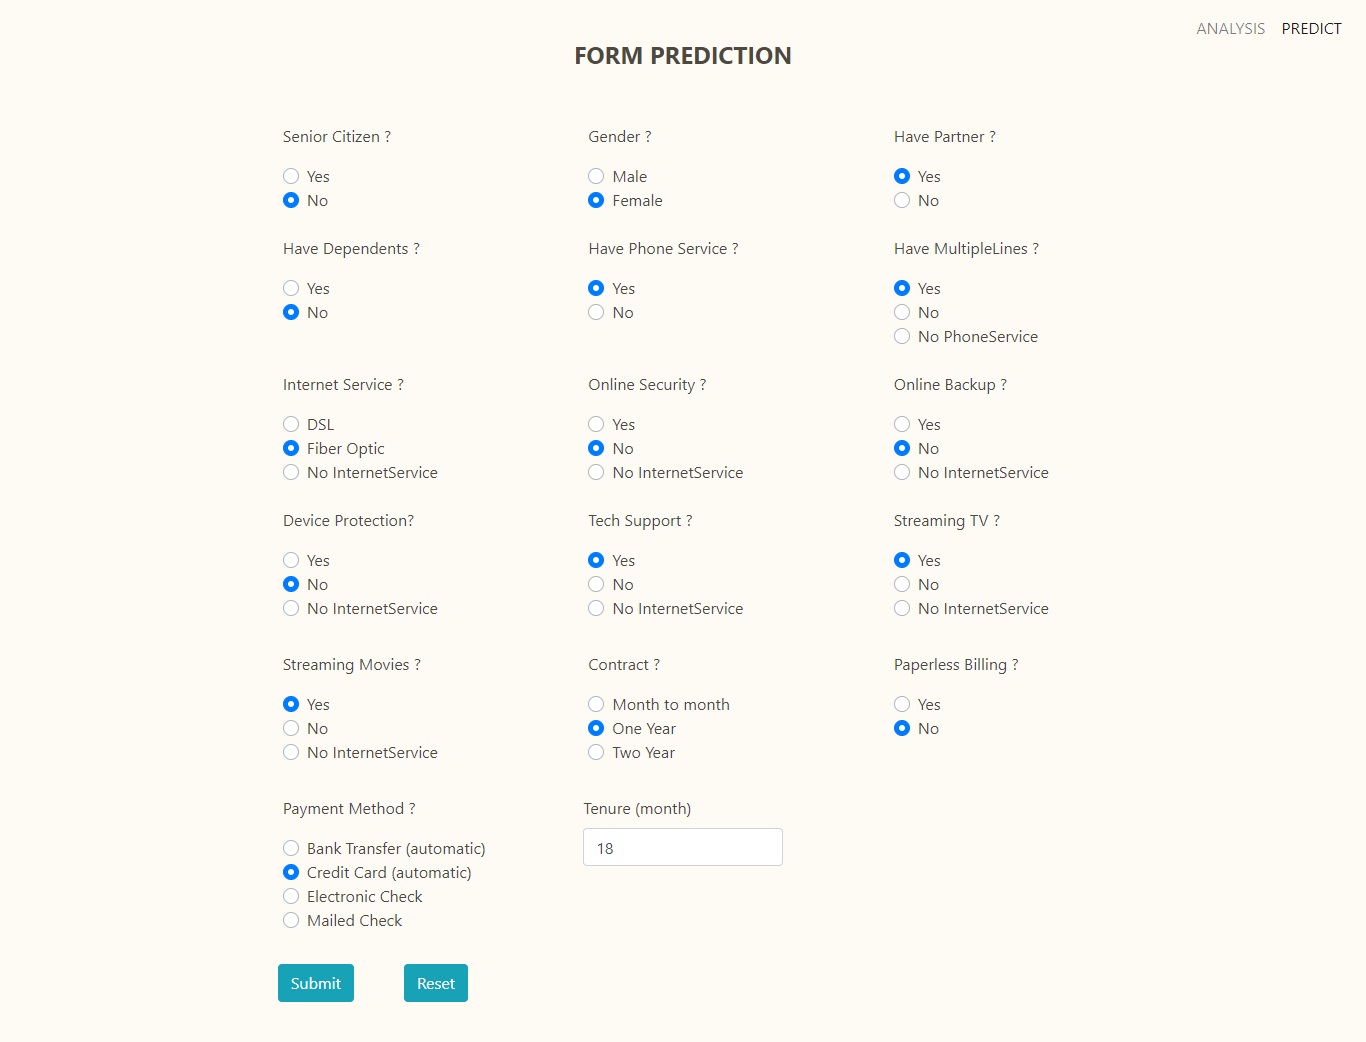 ANALYSIS PREDICT
FORM PREDICTION
Senior Citizen ?
Yes
No
Gender ?
Male
Female
Have Partner ?
Yes
No
Have Dependents ?
Yes
No
Have Phone Service ?
Yes
No
Have MultipleLines ?
Yes
No
No PhoneService
Internet Service ?
DSL
Fiber Optic
No InternetService
Online Security ?
Yes
No
No InternetService
Online Backup ?
Yes
No
No InternetService
Device Protection?
Yes
No
No InternetService
Tech Support ?
Yes
No
No InternetService
Streaming TV ?
Yes
No
No InternetService
Streaming Movies ?
Yes
No
No InternetService
Contract ?
Month to month
One Year
Two Year
Paperless Billing ?
Yes
No
Payment Method ?
Bank Transfer (automatic)
Credit Card (automatic)
Electronic Check
Mailed Check
Tenure (month)
18
Submit
Reset